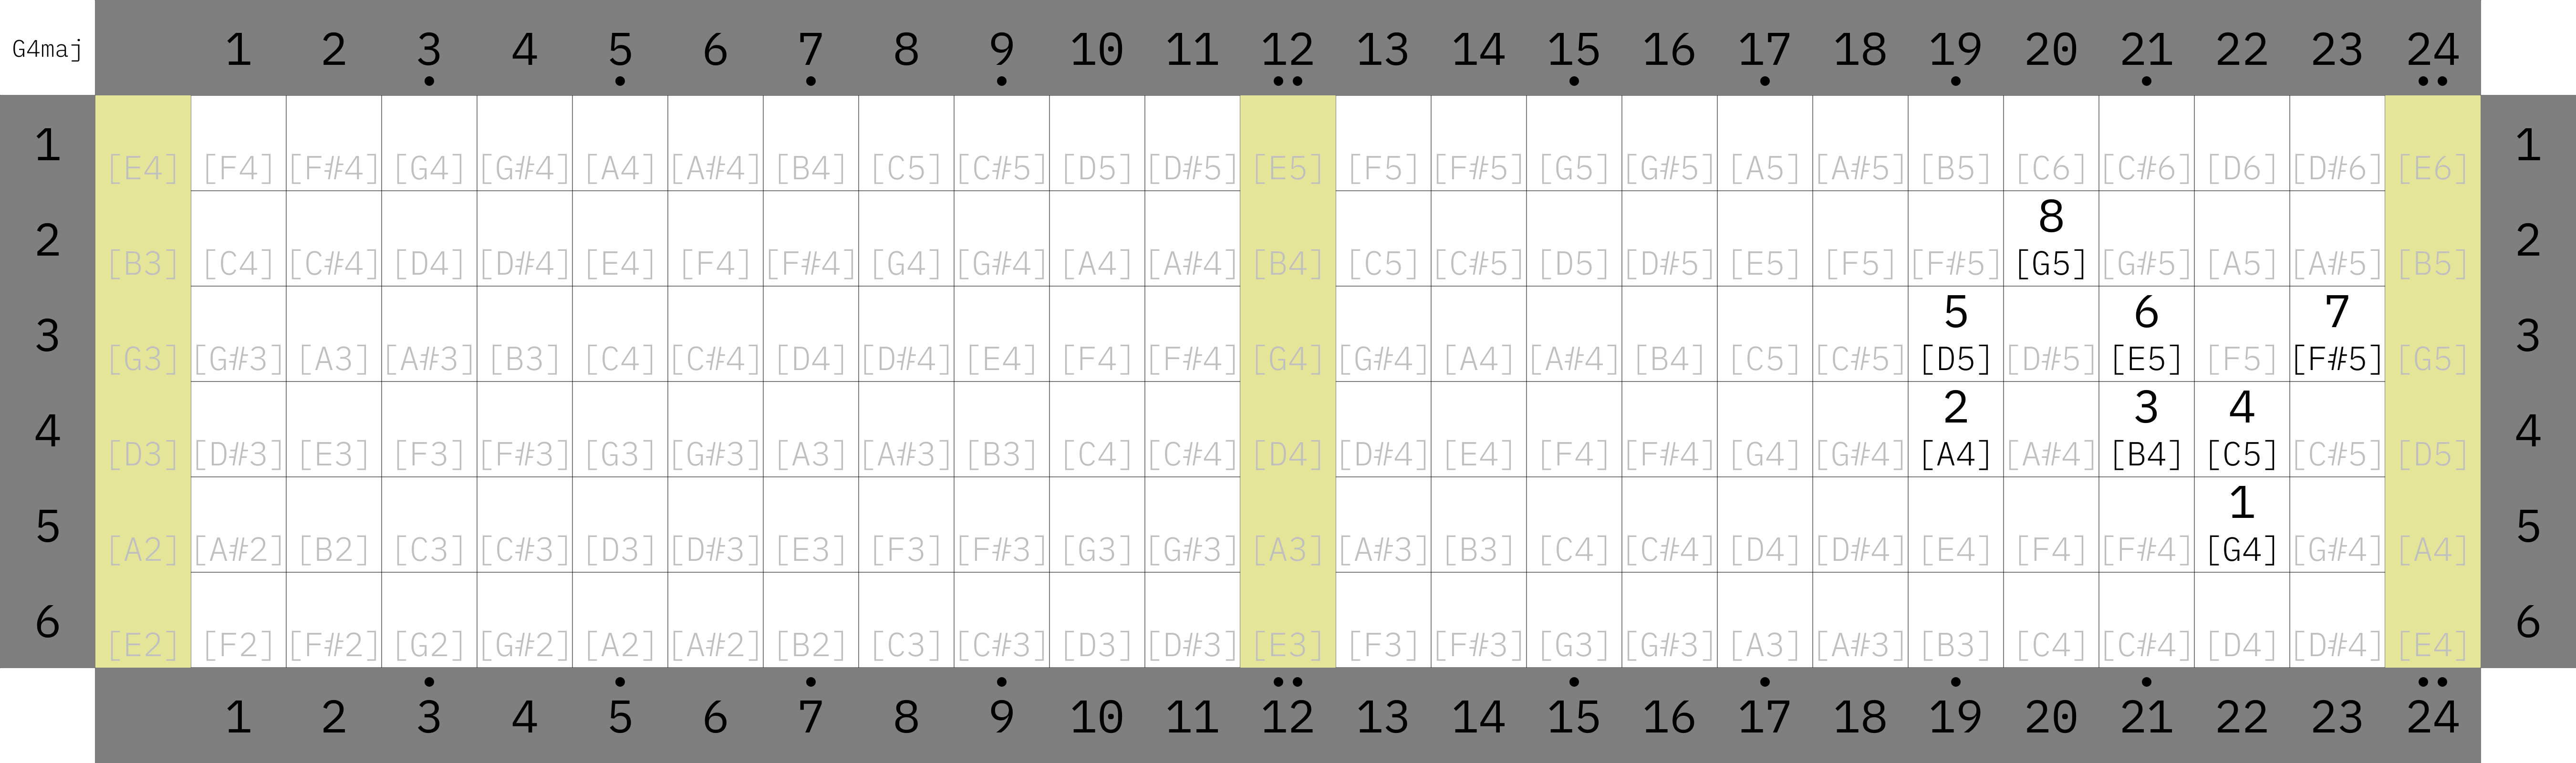 G4maj 1 2 3 4 5 6 7 8 9 10 11 12 13 14 15 16 17 18 19 20 21 22 23 24
1 [E4] [F4] [F#4] [G4] [G#4] [A4] [A#4] [B4] [C5] [C#5] [D5] [D#5] [E5] [F5] [F#5] [G5] [G#5] [A5] [A#5] [B5] [C6] [C#6] [D6] [D#6] [E6] 1
8
2 [B3] [C4] [C#4] [D4] [D#4] [E4] [F4] [F#4] [G4] [G#4] [A4] [A#4] [B4] [C5] [C#5] [D5] [D#5] [E5] [F5] [F#5] [G5] [G#5] [A5] [A#5] [B5] 2
5 6 7
3 [G3] [G#3] [A3] [A#3] [B3] [C4] [C#4] [D4] [D#4] [E4] [F4] [F#4] [G4] [G#4] [A4] [A#4] [B4] [C5] [C#5] [D5] [D#5] [E5] [F5] [F#5] [G5] 3
2 3 4
4 [D3] [D#3] [E3] [F3] [F#3] [G3] [G#3] [A3] [A#3] [B3] [C4] [C#4] [D4] [D#4] [E4] [F4] [F#4] [G4] [G#4] [A4] [A#4] [B4] [C5] [C#5] [D5] 4
1
5 [A2] [A#2] [B2] [C3] [C#3] [D3] [D#3] [E3] [F3] [F#3] [G3] [G#3] [A3] [A#3] [B3] [C4] [C#4] [D4] [D#4] [E4] [F4] [F#4] [G4] [G#4] [A4] 5
6 [E2] [F2] [F#2] [G2] [G#2] [A2] [A#2] [B2] [C3] [C#3] [D3] [D#3] [E3] [F3] [F#3] [G3] [G#3] [A3] [A#3] [B3] [C4] [C#4] [D4] [D#4] [E4] 6
1 2 3 4 5 6 7 8 9 10 11 12 13 14 15 16 17 18 19 20 21 22 23 24